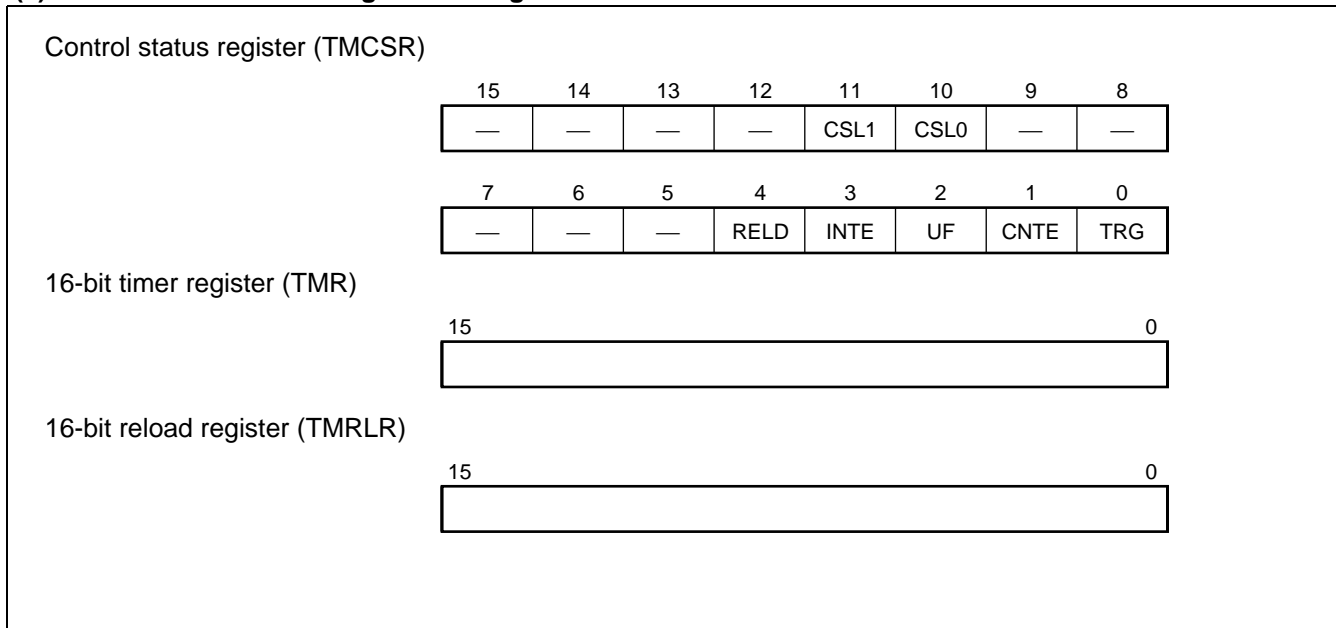 Control status register (TMCSR)
15 14 13 12 11 10 9 8
— — — — CSL1 CSL0 — —
7 6 5 4 3 2 1 0
— — — RELD INTE UF CNTE TRG
16-bit timer register (TMR)
15 0
16-bit reload register (TMRLR)
15 0